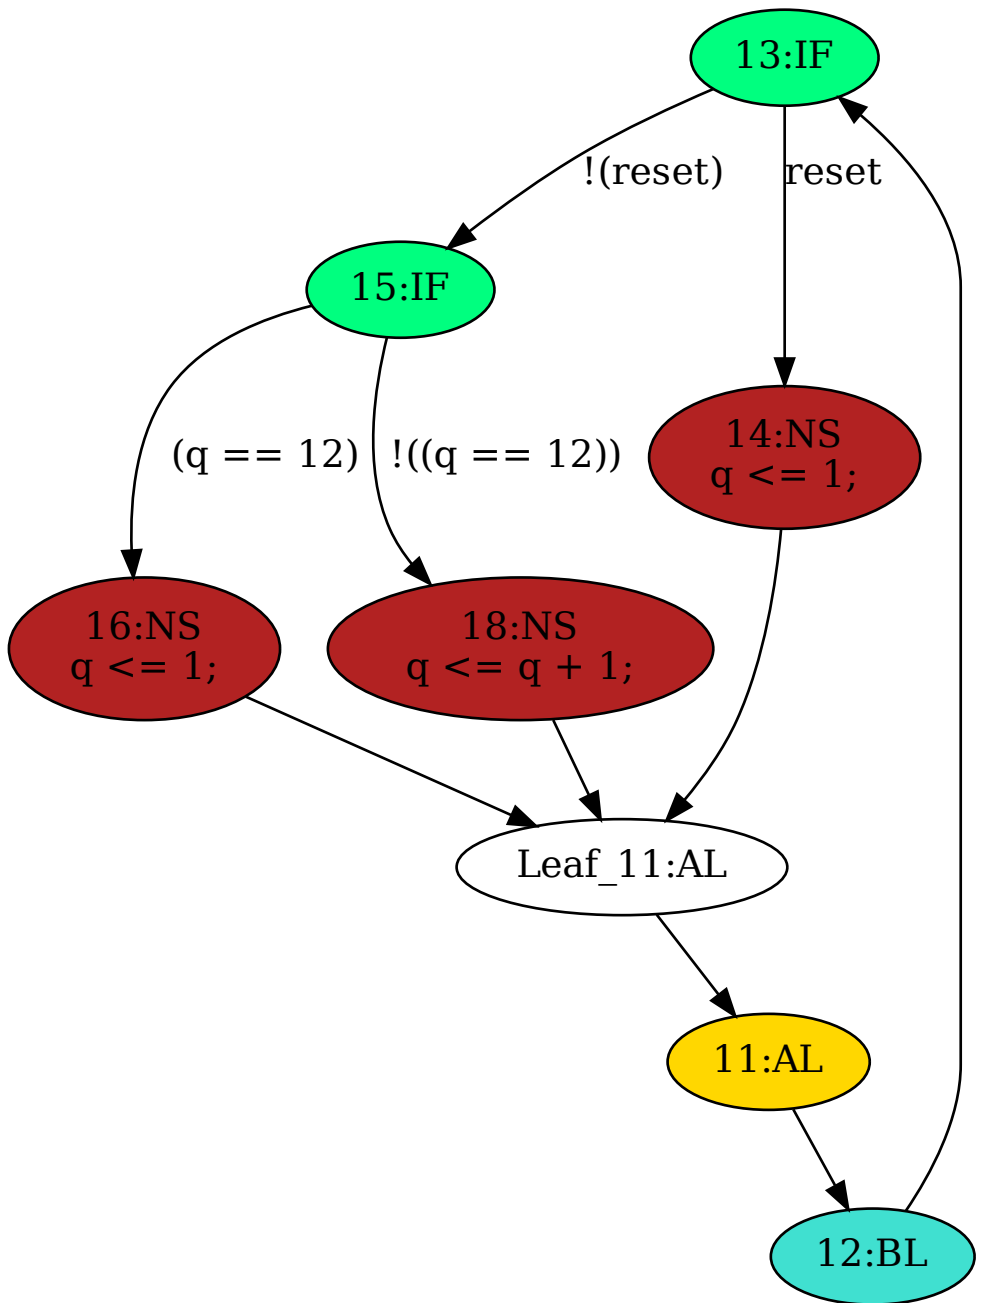 13:IF
!(reset)
reset
15:IF
14:NS
q <= 1;
(q == 12)
!((q == 12))
16:NS
q <= 1;
18:NS
q <= q + 1;
Leaf_11:AL
11:AL
12:BL